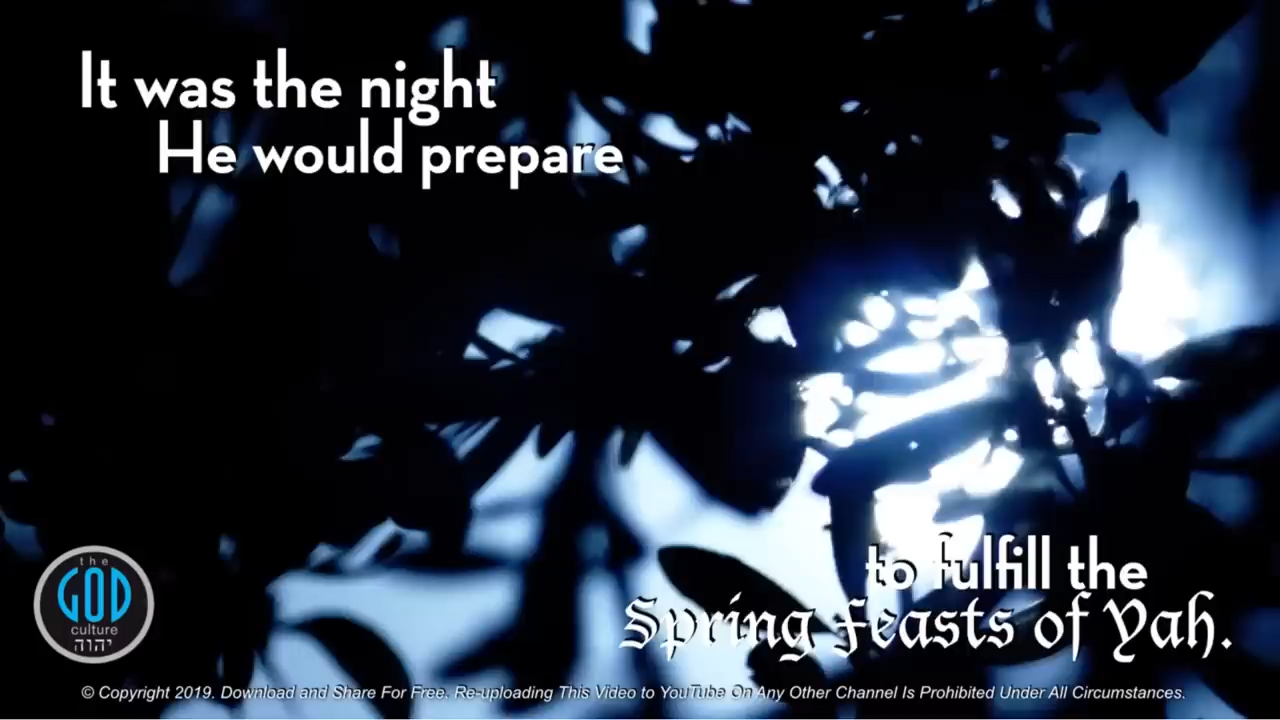 It was the night
He would prepare
to fulfill the
Spring Feasts of Yah.
the
GOD
culture
יהוה
© Copyright 2019. Download and Share For Free. Re-uploading This Video to YouTube On Any Other Channel Is Prohibited Under All Circumstances.